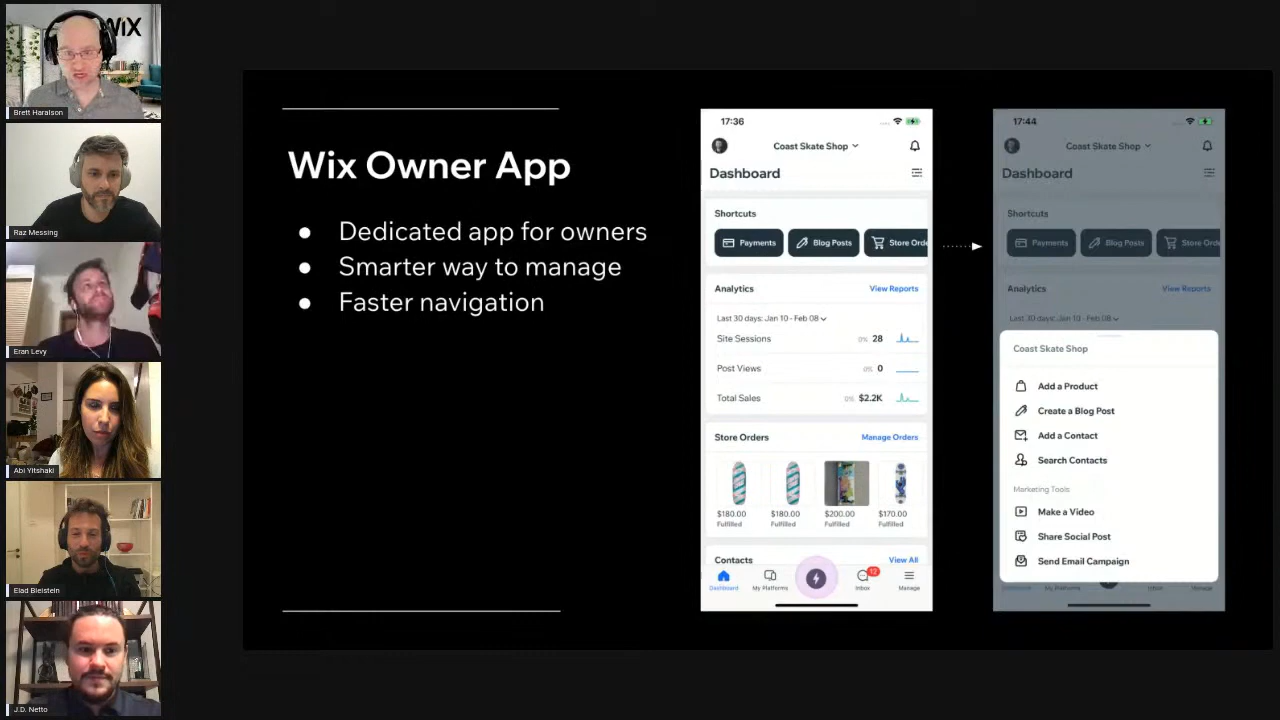 WIX
Brett Haralson
Raz Messing
Eran Levy
Abi Yitshaki
Elad Bielstein
J.D. Netto
Wix Owner App
● Dedicated app for owners
● Smarter way to manage
● Faster navigation
17:36
Coast Skate Shop
Dashboard
Shortcuts
Payments
Blog Posts
Store Orde
Analytics
View Reports
Last 30 days: Jan 10 - Feb 08
Site Sessions 0% 28
Post Views 0% 0
Total Sales 0% $2.2K
Store Orders
Manage Orders
$180.00 $180.00 $200.00 $170.00
Fulfilled Fulfilled Fulfilled Fulfilled
Contacts
View All
12
Dashboard My Platforms Inbox Manage
17:44
Coast Skate Shop
Dashboard
Shortcuts
Payments
Blog Posts
Store Orde
Analytics
View Reports
Last 30 days: Jan 10 - Feb 08
Coast Skate Shop
Add a Product
Create a Blog Post
Add a Contact
Search Contacts
Marketing Tools
Make a Video
Share Social Post
Send Email Campaign